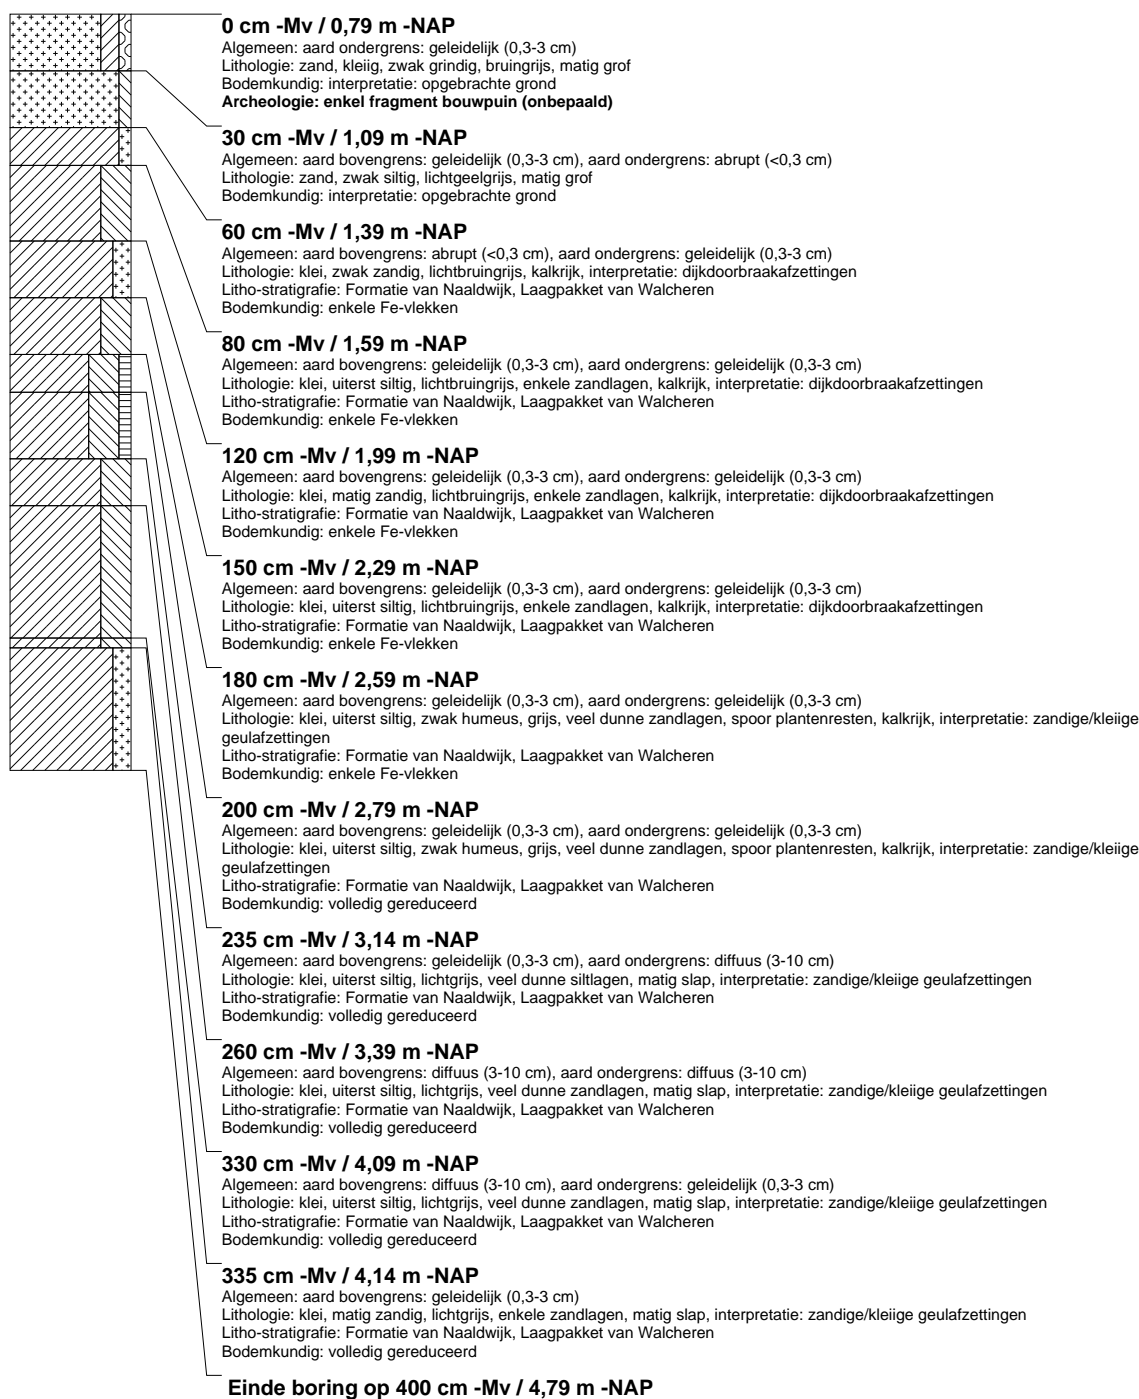 0 cm -Mv / 0,79 m -NAP
Algemeen: aard ondergrens: geleidelijk (0,3-3 cm)
Lithologie: zand, kleiig, zwak grindig, bruingrijs, matig grof
Bodemkundig: interpretatie: opgebrachte grond
Archeologie: enkel fragment bouwpuin (onbepaald)
30 cm -Mv / 1,09 m -NAP
Algemeen: aard bovengrens: geleidelijk (0,3-3 cm), aard ondergrens: abrupt (<0,3 cm)
Lithologie: zand, zwak siltig, lichtgeelgrijs, matig grof
Bodemkundig: interpretatie: opgebrachte grond
60 cm -Mv / 1,39 m -NAP
Algemeen: aard bovengrens: abrupt (<0,3 cm), aard ondergrens: geleidelijk (0,3-3 cm)
Lithologie: klei, zwak zandig, lichtbruingrijs, kalkrijk, interpretatie: dijkdoorbraakafzettingen
Litho-stratigrafie: Formatie van Naaldwijk, Laagpakket van Walcheren
Bodemkundig: enkele Fe-vlekken
80 cm -Mv / 1,59 m -NAP
Algemeen: aard bovengrens: geleidelijk (0,3-3 cm), aard ondergrens: geleidelijk (0,3-3 cm)
Lithologie: klei, uiterst siltig, lichtbruingrijs, enkele zandlagen, kalkrijk, interpretatie: dijkdoorbraakafzettingen
Litho-stratigrafie: Formatie van Naaldwijk, Laagpakket van Walcheren
Bodemkundig: enkele Fe-vlekken
120 cm -Mv / 1,99 m -NAP
Algemeen: aard bovengrens: geleidelijk (0,3-3 cm), aard ondergrens: geleidelijk (0,3-3 cm)
Lithologie: klei, matig zandig, lichtbruingrijs, enkele zandlagen, kalkrijk, interpretatie: dijkdoorbraakafzettingen
Litho-stratigrafie: Formatie van Naaldwijk, Laagpakket van Walcheren
Bodemkundig: enkele Fe-vlekken
150 cm -Mv / 2,29 m -NAP
Algemeen: aard bovengrens: geleidelijk (0,3-3 cm), aard ondergrens: geleidelijk (0,3-3 cm)
Lithologie: klei, uiterst siltig, lichtbruingrijs, enkele zandlagen, kalkrijk, interpretatie: dijkdoorbraakafzettingen
Litho-stratigrafie: Formatie van Naaldwijk, Laagpakket van Walcheren
Bodemkundig: enkele Fe-vlekken
180 cm -Mv / 2,59 m -NAP
Algemeen: aard bovengrens: geleidelijk (0,3-3 cm), aard ondergrens: geleidelijk (0,3-3 cm)
Lithologie: klei, uiterst siltig, zwak humeus, grijs, veel dunne zandlagen, spoor plantenresten, kalkrijk, interpretatie: zandige/kleiige
geulafzettingen
Litho-stratigrafie: Formatie van Naaldwijk, Laagpakket van Walcheren
Bodemkundig: enkele Fe-vlekken
200 cm -Mv / 2,79 m -NAP
Algemeen: aard bovengrens: geleidelijk (0,3-3 cm), aard ondergrens: geleidelijk (0,3-3 cm)
Lithologie: klei, uiterst siltig, zwak humeus, grijs, veel dunne zandlagen, spoor plantenresten, kalkrijk, interpretatie: zandige/kleiige
geulafzettingen
Litho-stratigrafie: Formatie van Naaldwijk, Laagpakket van Walcheren
Bodemkundig: volledig gereduceerd
235 cm -Mv / 3,14 m -NAP
Algemeen: aard bovengrens: geleidelijk (0,3-3 cm), aard ondergrens: diffuus (3-10 cm)
Lithologie: klei, uiterst siltig, lichtgrijs, veel dunne siltlagen, matig slap, interpretatie: zandige/kleiige geulafzettingen
Litho-stratigrafie: Formatie van Naaldwijk, Laagpakket van Walcheren
Bodemkundig: volledig gereduceerd
260 cm -Mv / 3,39 m -NAP
Algemeen: aard bovengrens: diffuus (3-10 cm), aard ondergrens: diffuus (3-10 cm)
Lithologie: klei, uiterst siltig, lichtgrijs, veel dunne zandlagen, matig slap, interpretatie: zandige/kleiige geulafzettingen
Litho-stratigrafie: Formatie van Naaldwijk, Laagpakket van Walcheren
Bodemkundig: volledig gereduceerd
330 cm -Mv / 4,09 m -NAP
Algemeen: aard bovengrens: diffuus (3-10 cm), aard ondergrens: geleidelijk (0,3-3 cm)
Lithologie: klei, uiterst siltig, lichtgrijs, veel dunne zandlagen, matig slap, interpretatie: zandige/kleiige geulafzettingen
Litho-stratigrafie: Formatie van Naaldwijk, Laagpakket van Walcheren
Bodemkundig: volledig gereduceerd
335 cm -Mv / 4,14 m -NAP
Algemeen: aard bovengrens: geleidelijk (0,3-3 cm)
Lithologie: klei, matig zandig, lichtgrijs, enkele zandlagen, matig slap, interpretatie: zandige/kleiige geulafzettingen
Litho-stratigrafie: Formatie van Naaldwijk, Laagpakket van Walcheren
Bodemkundig: volledig gereduceerd
Einde boring op 400 cm -Mv / 4,79 m -NAP